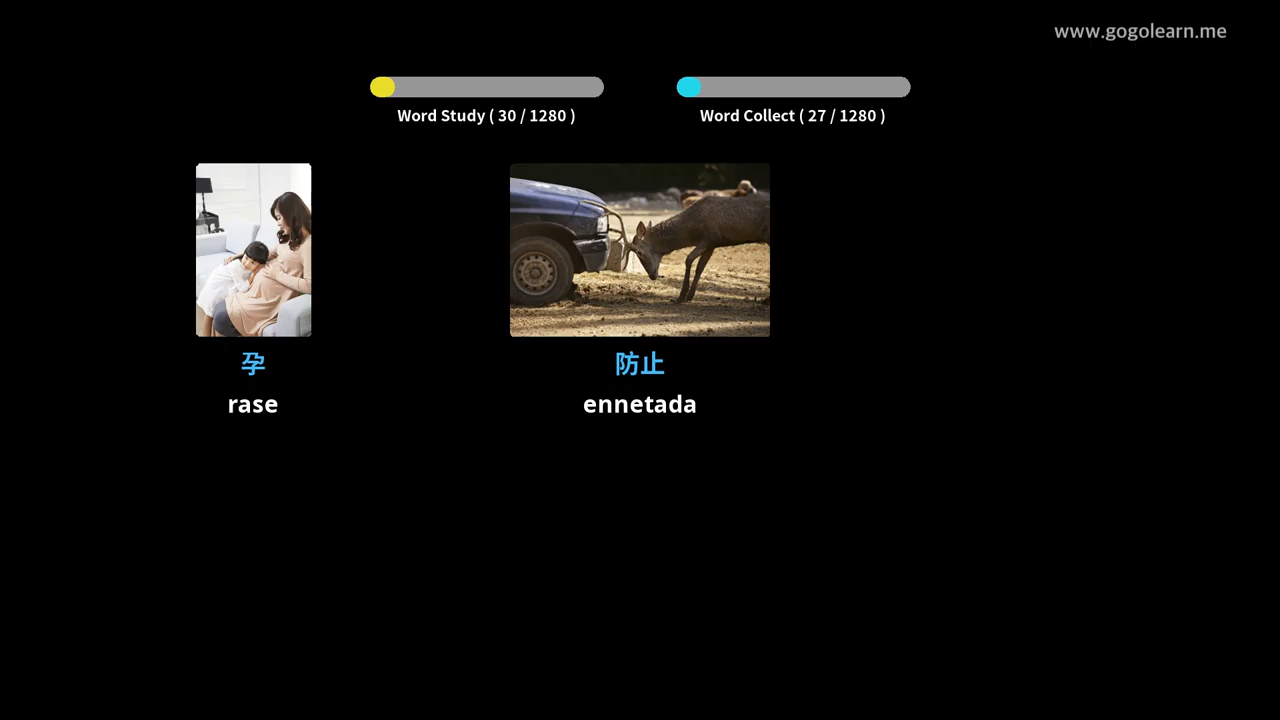 www.gogolearn.me
Word Study ( 30 / 1280 )
Word Collect ( 27 / 1280 )
孕
rase
防止
ennetada